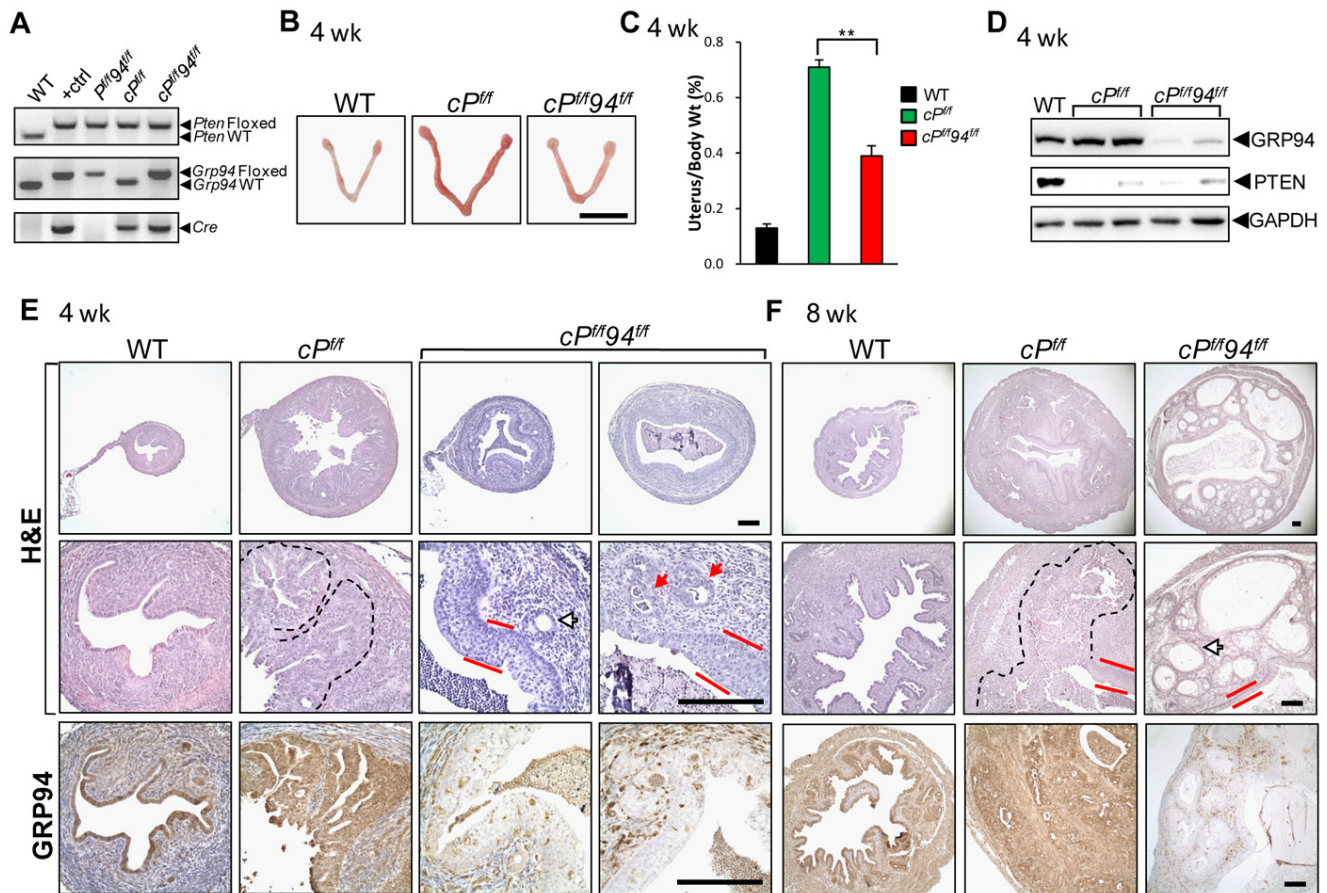 A
WT
+ctrl
Pf/f94f/f
cPf/f
cPf/f94f/f
Pten Floxed
Pten WT
Grp94 Floxed
Grp94 WT
Cre
B 4 wk
WT cPf/f cPf/f94f/f
C 4 wk
Uterus/Body Wt (%)
0.8
0.6
0.4
0.2
0.0
**
WT
cPf/f
cPf/f94f/f
D 4 wk
WT cPf/f cPf/f94f/f
GRP94
PTEN
GAPDH
E 4 wk
WT cPf/f cPf/f94f/f
F 8 wk
WT cPf/f cPf/f94f/f
H&E
GRP94